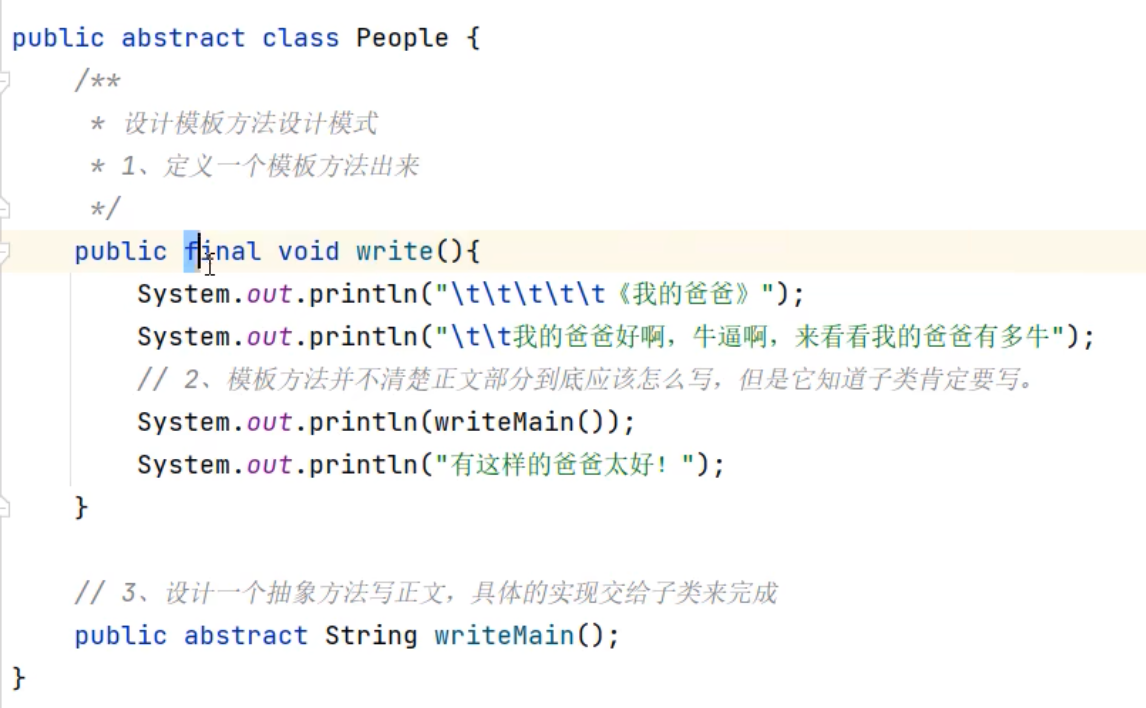 public abstract class People {
/**
* 设计模板方法设计模式
* 1、定义一个模板方法出来
*/
public final void write(){
System.out.println("\t\t\t\t\t《我的爸爸》");
System.out.println("\t\t我的爸爸好啊，牛逼啊，来看看我的爸爸有多牛");
// 2、模板方法并不清楚正文部分到底应该怎么写，但是它知道子类肯定要写。
System.out.println(writeMain());
System.out.println("有这样的爸爸太好！");
}
// 3、设计一个抽象方法写正文，具体的实现交给子类来完成
public abstract String writeMain();
}